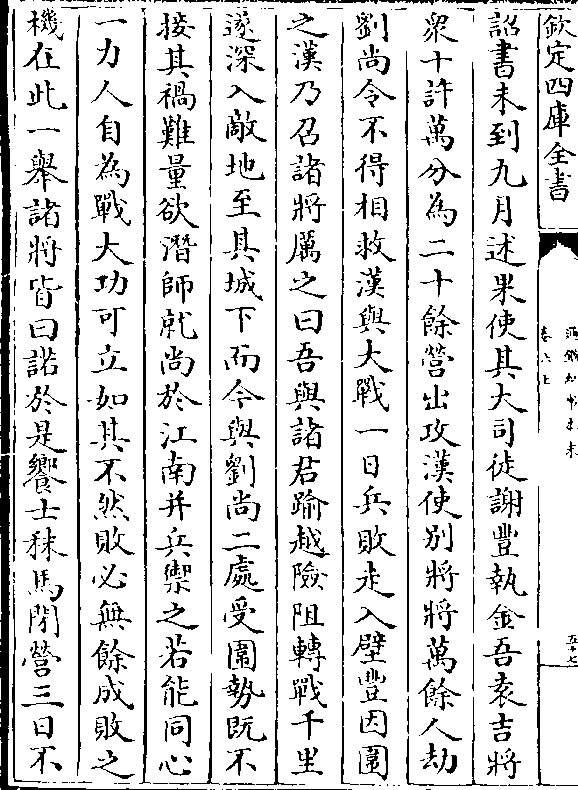 欽定四庫全書
通鑑紀事本末
卷六上
五十七
詔書未到九月述果使其大司徒謝豐執金吾袁吉將
衆十許萬分為二十餘營出攻漢使别將將萬餘人劫
劉尚令不得相救漢與大戰一日兵敗走入壁豐因圍
之漢乃召諸將厲之曰吾與諸君踰越險阻轉戰千里
遂深入敵地至其城下而今與劉尚二處受圍勢既不
接其禍難量欲潛師就尚於江南并兵禦之若能同心
一力人自為戰大功可立如其不然敗必無餘成敗之
機在此一舉諸將皆曰諾於是饗士秣馬閉營三日不